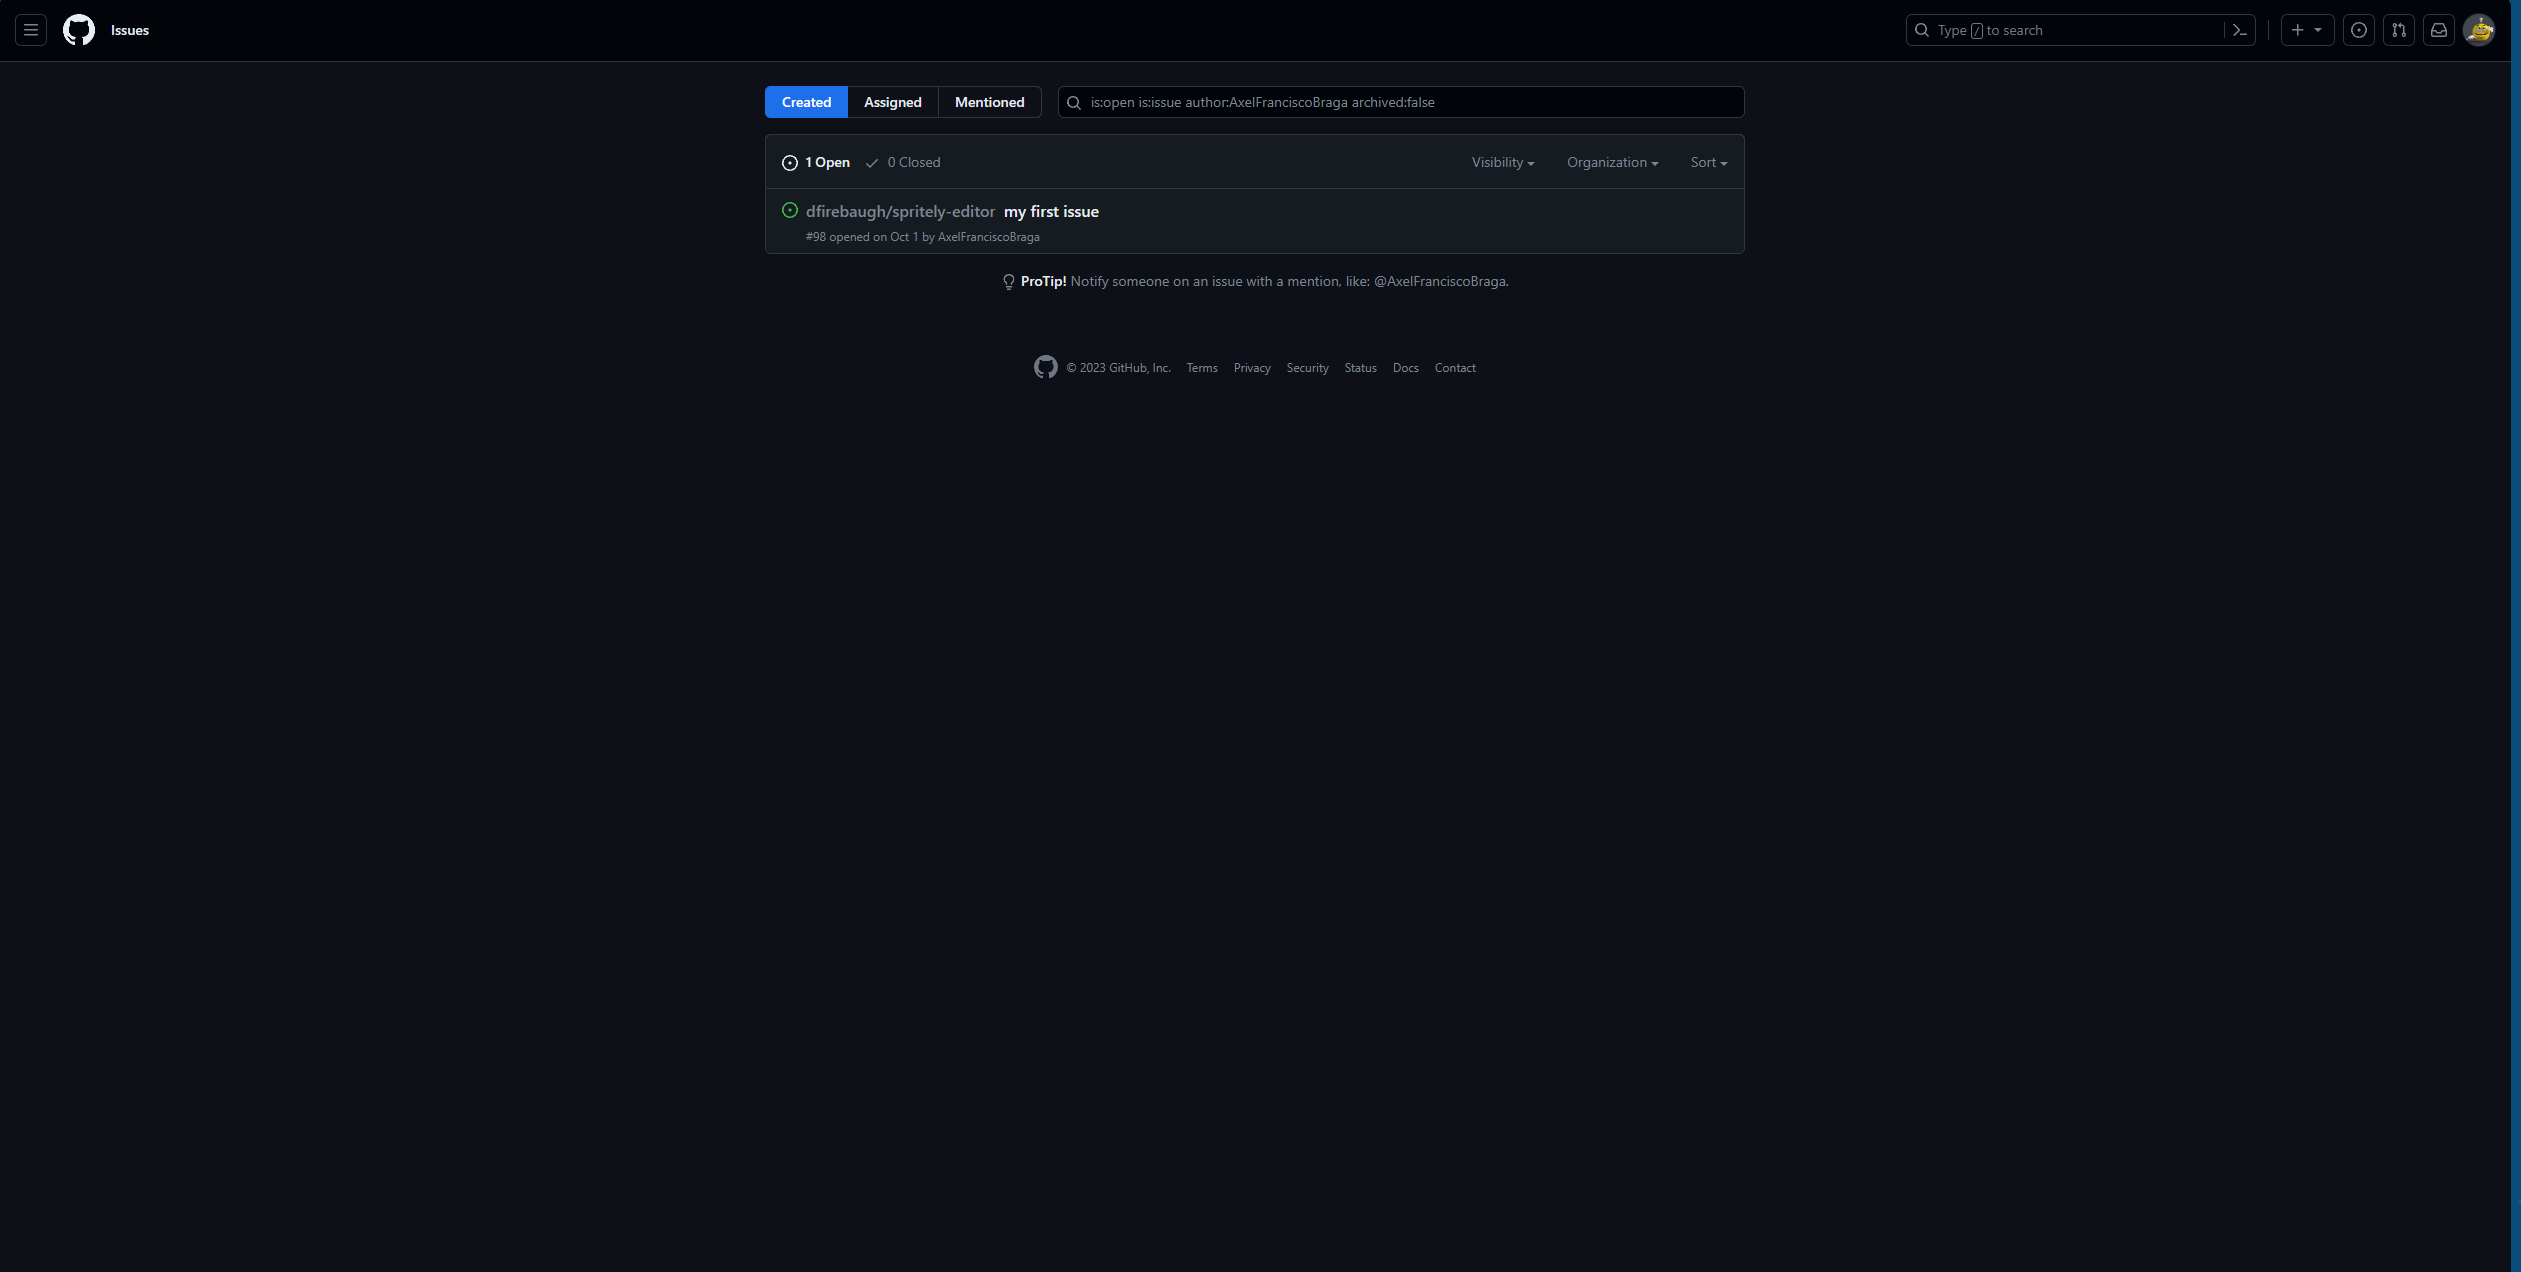 Issues
Type / to search
Created
Assigned
Mentioned
is:open is:issue author:AxelFranciscoBraga archived:false
1 Open
0 Closed
Visibility
Organization
Sort
dfirebaugh/spritely-editor my first issue
#98 opened on Oct 1 by AxelFranciscoBraga
ProTip! Notify someone on an issue with a mention, like: @AxelFranciscoBraga.
© 2023 GitHub, Inc.
Terms
Privacy
Security
Status
Docs
Contact